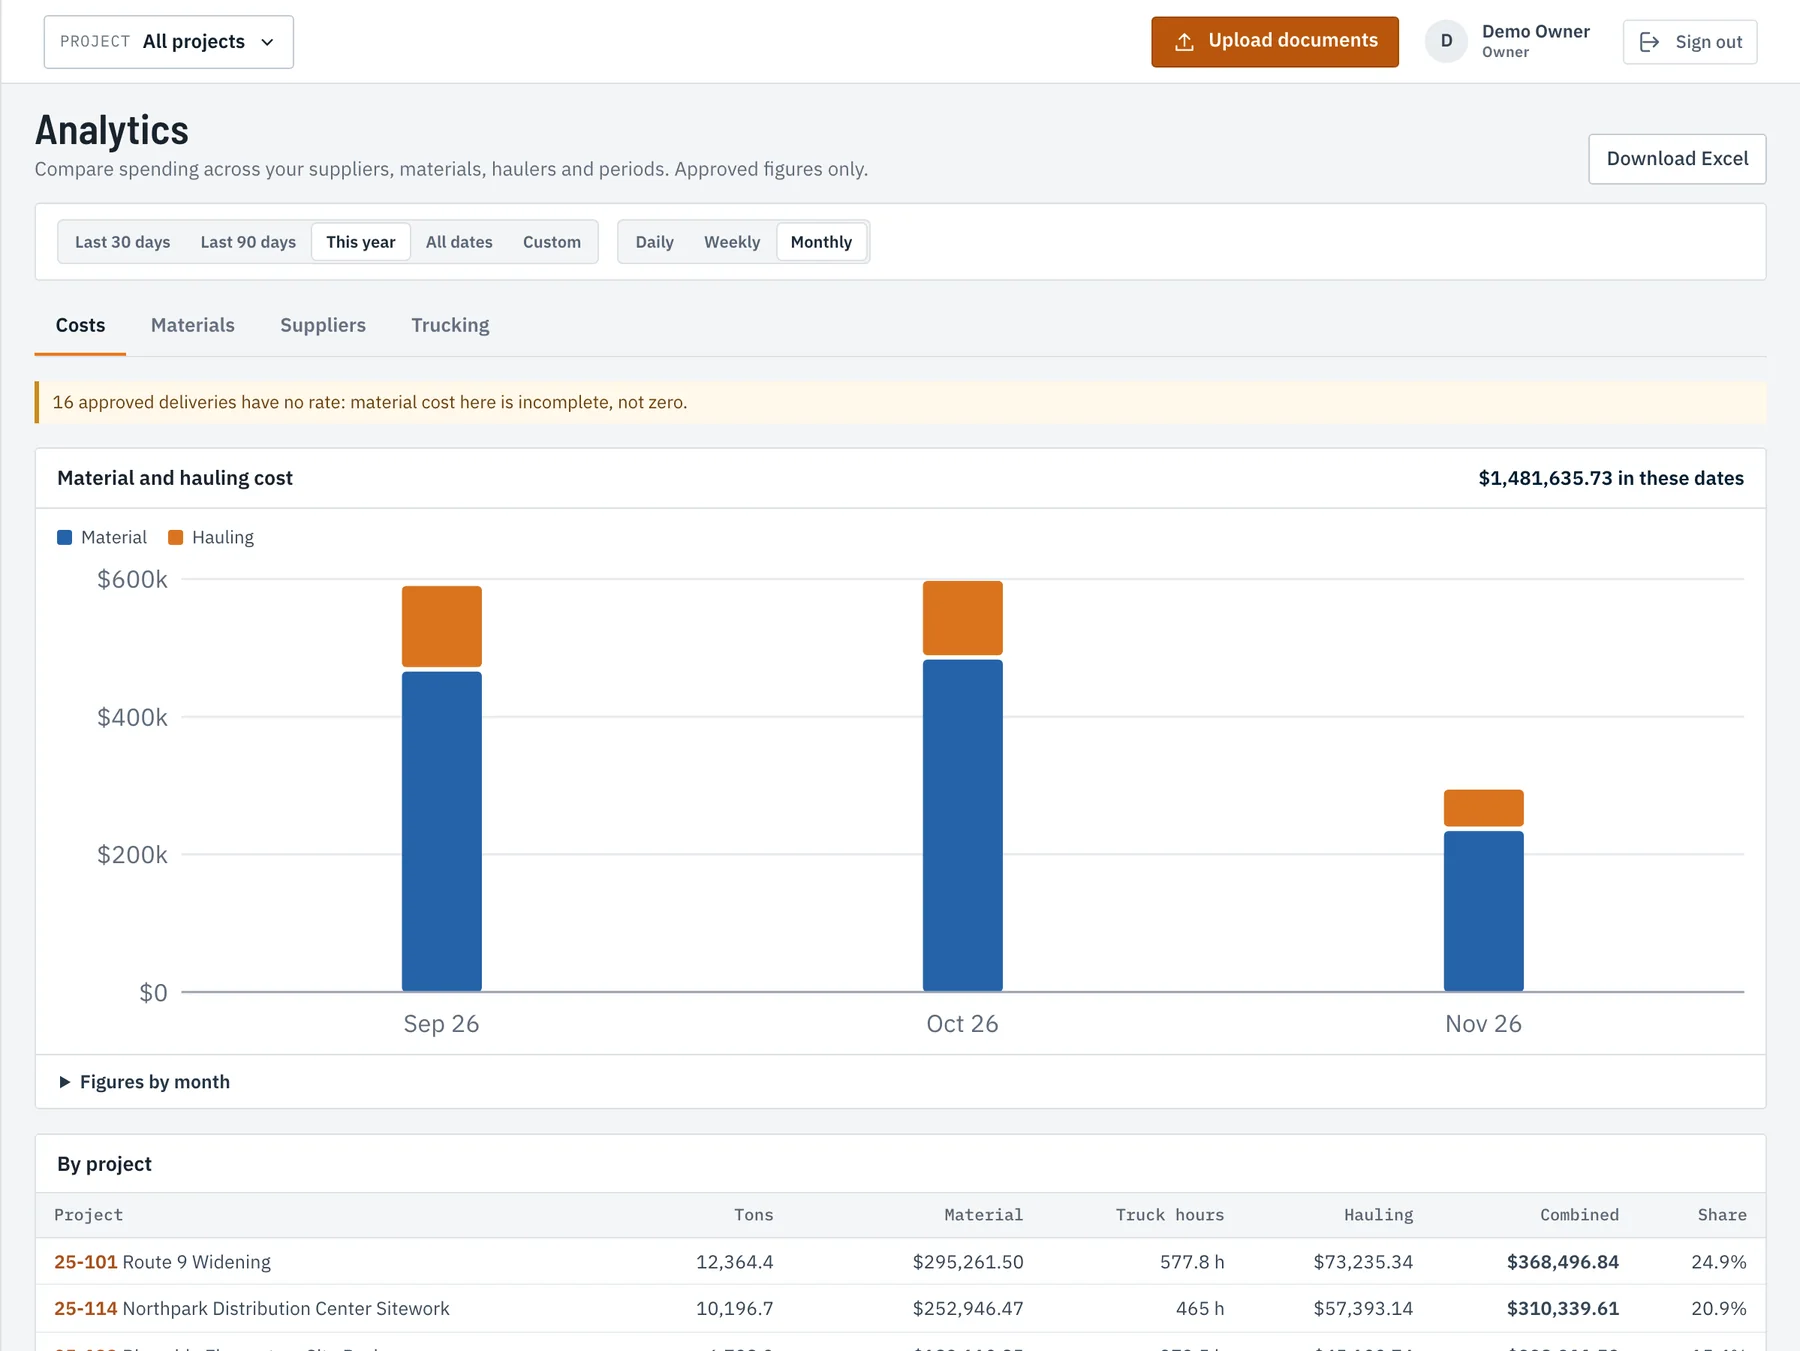 PROJECT All projects
Upload documents
D
Demo Owner
Owner
Sign out
Analytics
Compare spending across your suppliers, materials, haulers and periods. Approved figures only.
Download Excel
Last 30 days Last 90 days This year All dates Custom
Daily Weekly Monthly
Costs Materials Suppliers Trucking
16 approved deliveries have no rate: material cost here is incomplete, not zero.
Material and hauling cost
$1,481,635.73 in these dates
Material Hauling
$600k
$400k
$200k
$0
Sep 26 Oct 26 Nov 26
Figures by month
By project
Project Tons Material Truck hours Hauling Combined Share
25-101 Route 9 Widening 12,364.4 $295,261.50 577.8 h $73,235.34 $368,496.84 24.9%
25-114 Northpark Distribution Center Sitework 10,196.7 $252,946.47 465 h $57,393.14 $310,339.61 20.9%